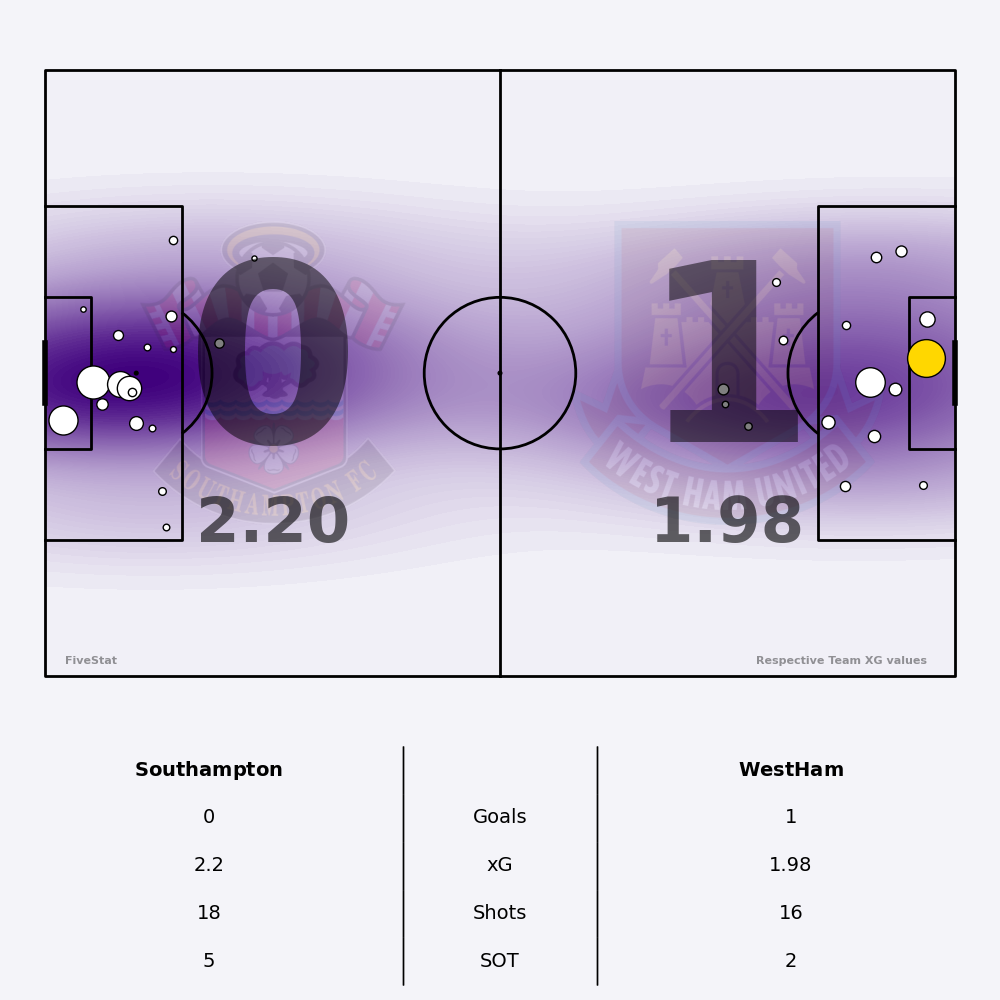 0 1
SOUTHAMPTON FC
WEST HAM UNITED
2.20 1.98
FiveStat Respective Team XG values
Southampton WestHam
0 Goals 1
2.2 xG 1.98
18 Shots 16
5 SOT 2